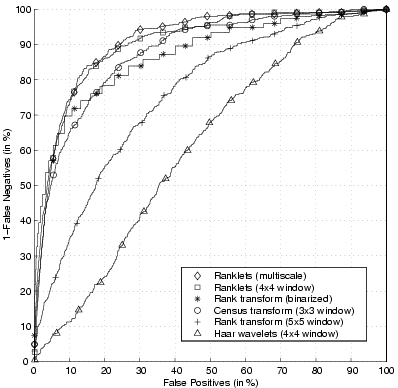 100
90
80
70
60
50
40
30
20
10
0
1−False Negatives (in %)
Ranklets (multiscale)
Ranklets (4x4 window)
Rank transform (binarized)
Census transform (3x3 window)
Rank transform (5x5 window)
Haar wavelets (4x4 window)
0 10 20 30 40 50 60 70 80 90 100
False Positives (in %)